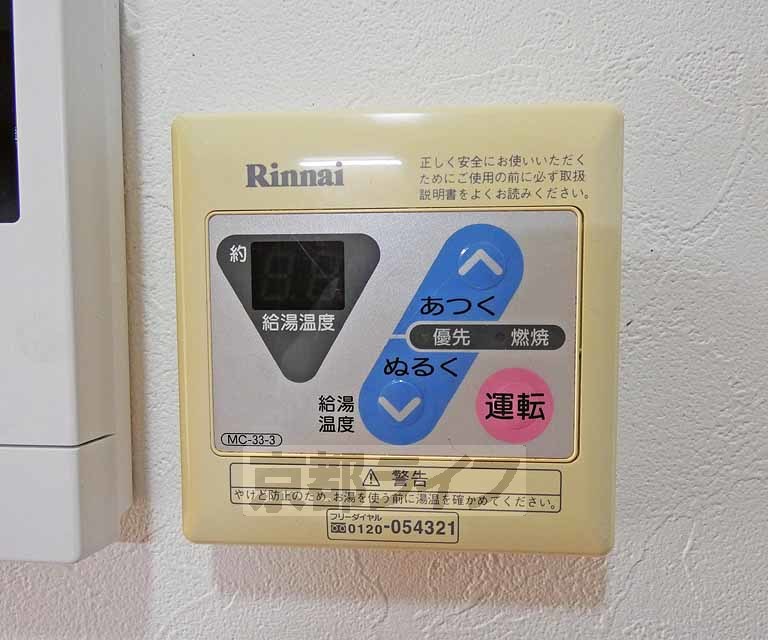 Rinnai
正しく安全にお使いいただく
ためにご使用の前に必ず取扱
説明書をよくお読みください。
約
給湯温度
あつく
優先 燃焼
ぬるく
給湯
温度
運転
MC-33-3
警告
やけど防止のため、お湯を使う前に湯温を確かめてください。
フリーダイヤル
0120-054321
京都ライフ